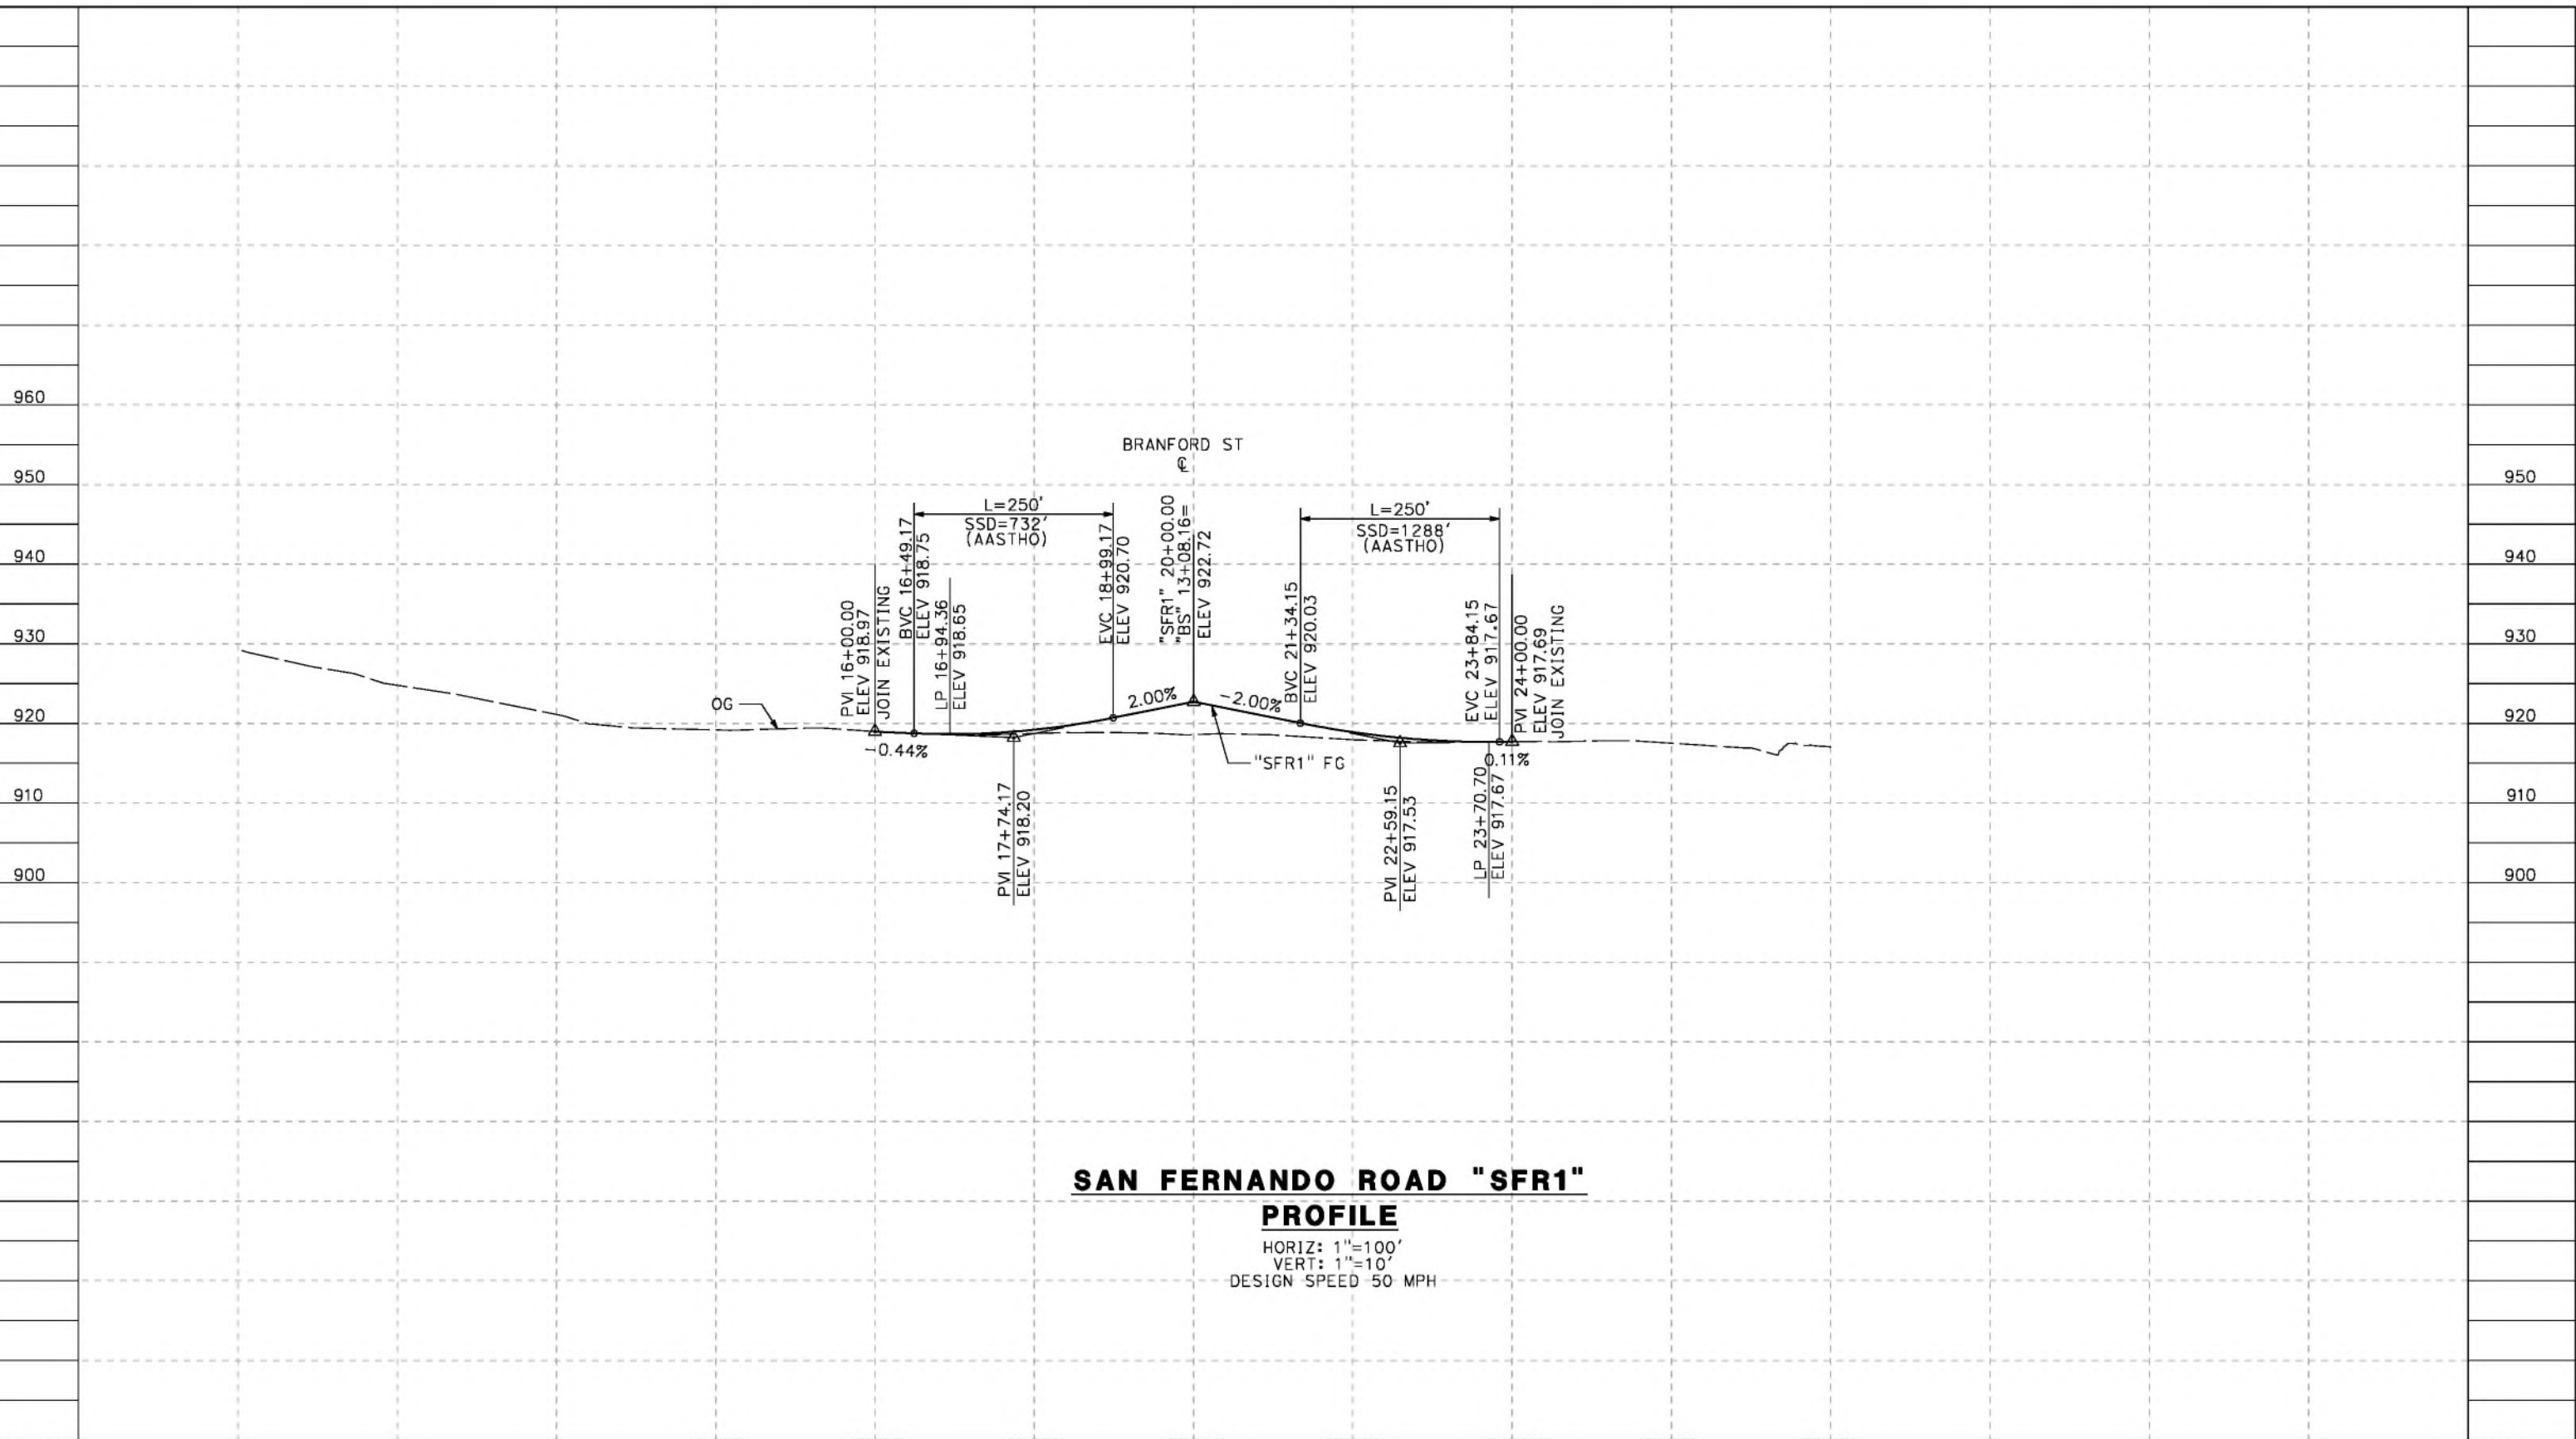 960
950
940
930
920
910
900
950
940
930
920
910
900
BRANFORD ST
℄
L=250'
SSD=732'
(AASTHO)
L=250'
SSD=1288'
(AASTHO)
PVI 16+00.00
ELEV 918.97
JOIN EXISTING
BVC 16+49.17
ELEV 918.75
LP 16+94.36
ELEV 918.65
EVC 18+99.17
ELEV 920.70
"SFR1" 20+00.00
"BS" 13+08.16=
ELEV 922.72
BVC 21+34.15
ELEV 920.03
EVC 23+84.15
ELEV 917.67
PVI 24+00.00
ELEV 917.69
JOIN EXISTING
OG
-0.44%
2.00%
-2.00%
"SFR1" FG
0.11%
PVI 17+74.17
ELEV 918.20
PVI 22+59.15
ELEV 917.53
LP 23+70.70
ELEV 917.67
SAN FERNANDO ROAD "SFR1"
PROFILE
HORIZ: 1"=100'
VERT: 1"=10'
DESIGN SPEED 50 MPH